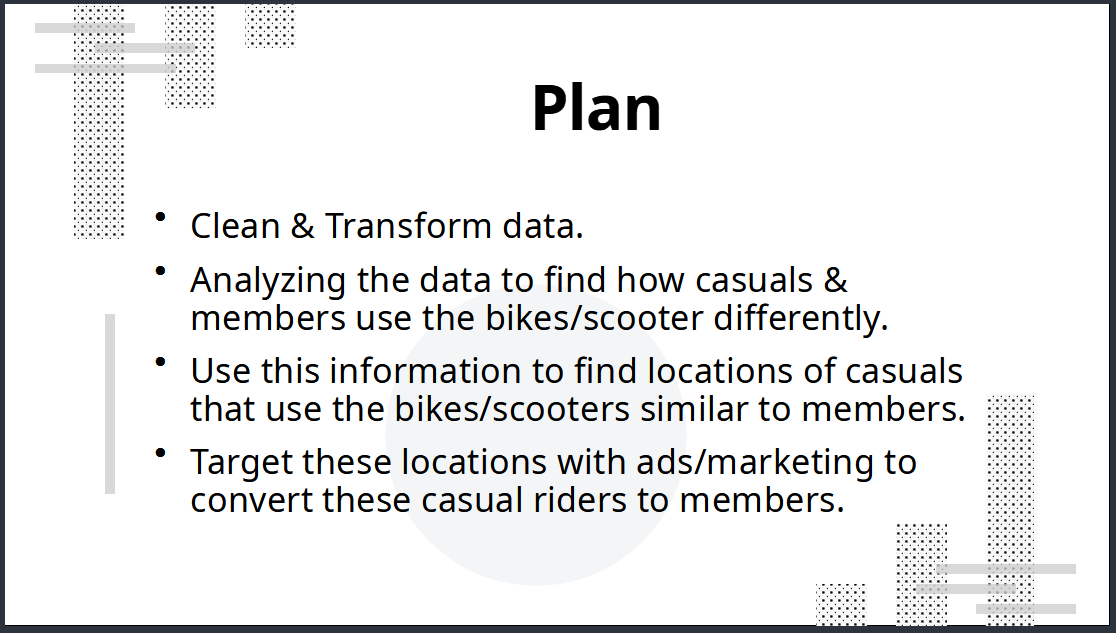 Plan
• Clean & Transform data.
• Analyzing the data to find how casuals &
members use the bikes/scooter differently.
• Use this information to find locations of casuals
that use the bikes/scooters similar to members.
• Target these locations with ads/marketing to
convert these casual riders to members.